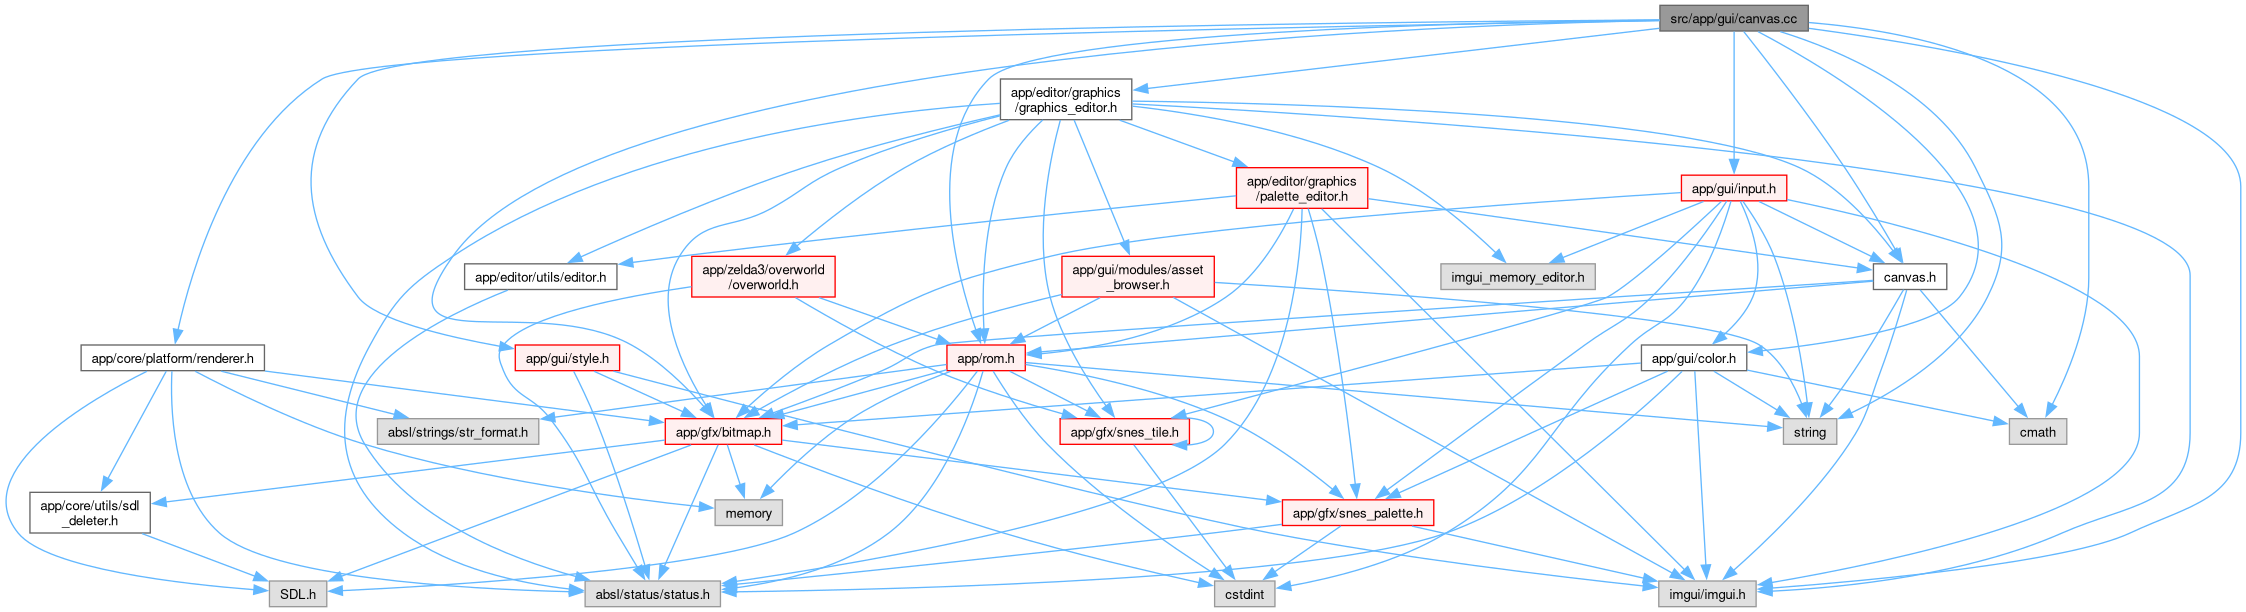 src/app/gui/canvas.cc
app/editor/graphics
/graphics_editor.h
app/editor/graphics
/palette_editor.h
app/gui/input.h
app/editor/utils/editor.h
app/zelda3/overworld
/overworld.h
app/gui/modules/asset
_browser.h
imgui_memory_editor.h
canvas.h
app/core/platform/renderer.h
app/gui/style.h
app/rom.h
app/gui/color.h
absl/strings/str_format.h
app/gfx/bitmap.h
app/gfx/snes_tile.h
string
cmath
app/core/utils/sdl
_deleter.h
memory
app/gfx/snes_palette.h
SDL.h
absl/status/status.h
cstdint
imgui/imgui.h